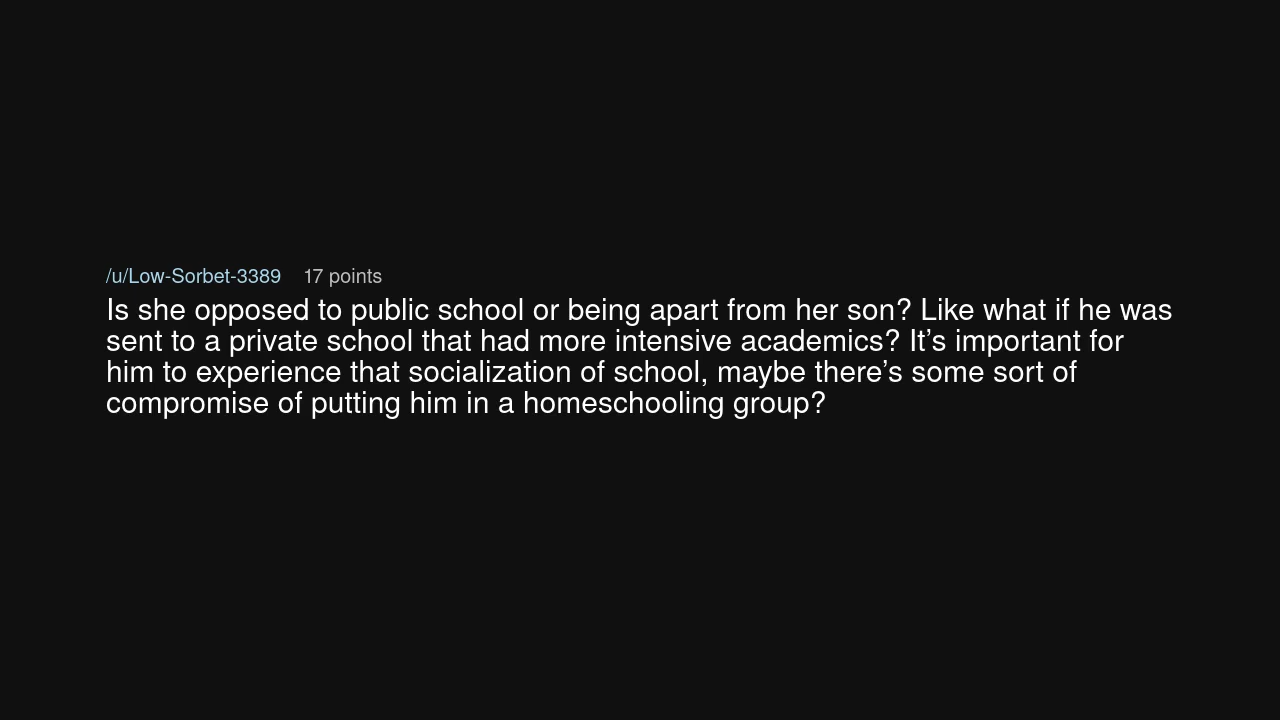 /u/Low-Sorbet-3389 17 points
Is she opposed to public school or being apart from her son? Like what if he was
sent to a private school that had more intensive academics? It’s important for
him to experience that socialization of school, maybe there’s some sort of
compromise of putting him in a homeschooling group?